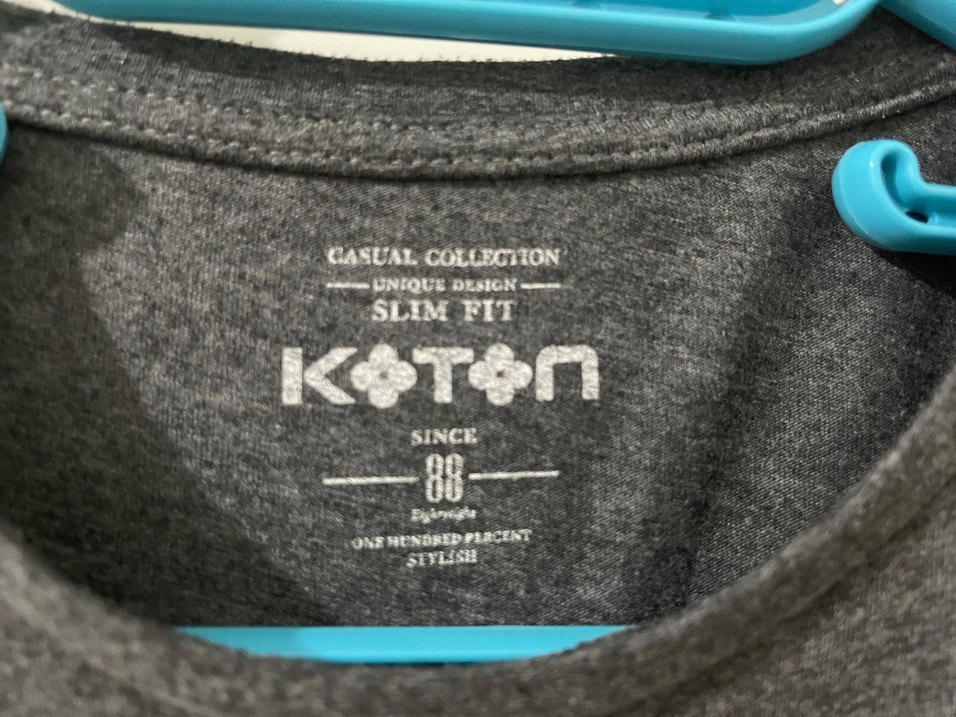 CASUAL COLLECTION
UNIQUE DESIGN
SLIM FIT
KOTON
SINCE
88
Eightyeight
ONE HUNDRED PERCENT
STYLISH